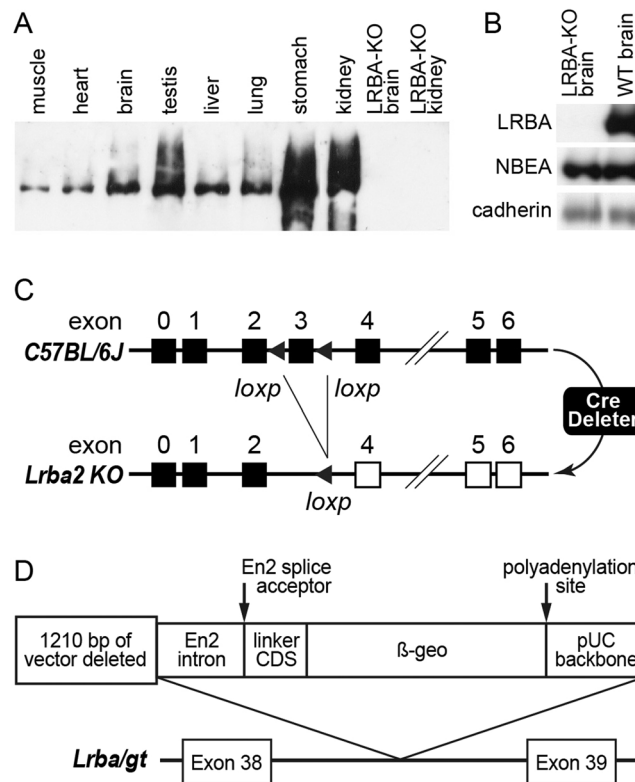 A
muscle
heart
brain
testis
liver
lung
stomach
kidney
LRBA-KO
brain
LRBA-KO
kidney
B
LRBA-KO
brain
WT brain
LRBA
NBEA
cadherin
C
exon
0 1 2 3 4 5 6
C57BL/6J
loxp loxp
Cre
Deleter
exon
0 1 2 4 5 6
Lrba2 KO
loxp
D
En2 splice
acceptor
polyadenylation
site
1210 bp of
vector deleted
En2
intron
linker
CDS
ß-geo
pUC
backbone
Lrba/gt
Exon 38
Exon 39